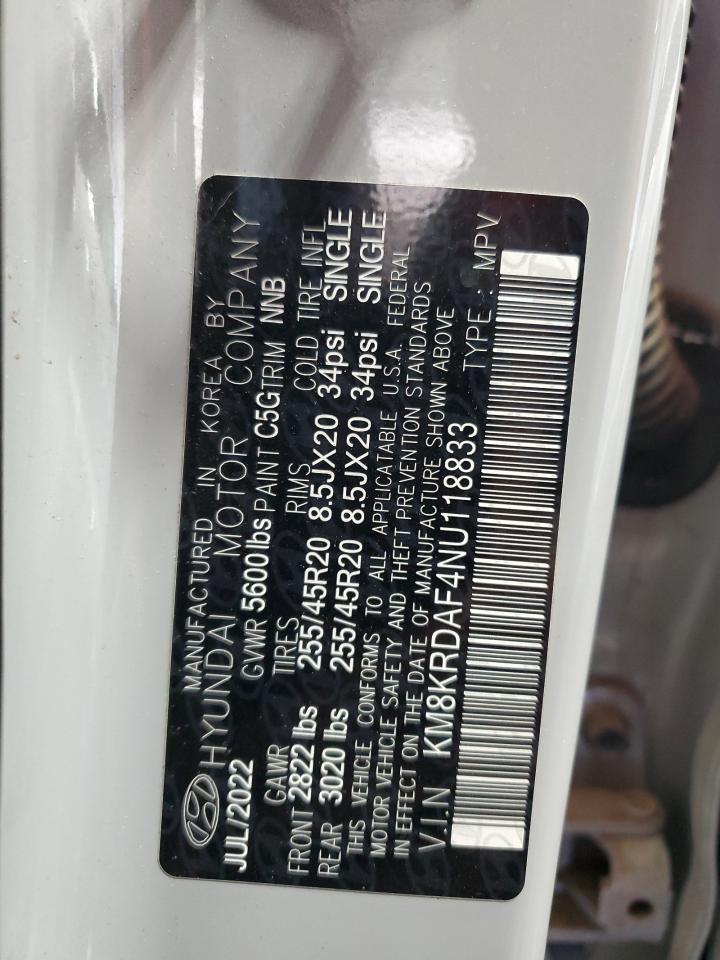 MANUFACTURED IN KOREA BY
HYUNDAI MOTOR COMPANY
JUL/2022 GVWR 5600lbs PAINT C5G TRIM NNB
GAWR TIRES RIMS COLD TIRE INFL
FRONT 2822 lbs 255/45R20 8.5JX20 34psi SINGLE
REAR 3020 lbs 255/45R20 8.5JX20 34psi SINGLE
THIS VEHICLE CONFORMS TO ALL APPLICATABLE U.S.A. FEDERAL
MOTOR VEHICLE SAFETY AND THEFT PREVENTION STANDARDS
IN EFFECT ON THE DATE OF MANUFACTURE SHOWN ABOVE
V.I.N KM8KRDAF4NU118833 TYPE : MPV